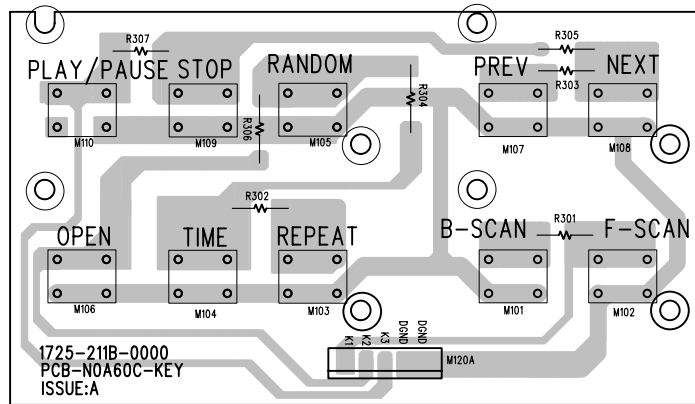 R307
R305
PLAY/PAUSE STOP RANDOM PREV NEXT
R303
R304
R306
M110 M109 M105 M107 M108
R302
R301
OPEN TIME REPEAT B-SCAN F-SCAN
M106 M104 M103 M101 M102
K1 K2 K3 DGND DGND
M120A
1725-211B-0000
PCB-N0A60C-KEY
ISSUE:A